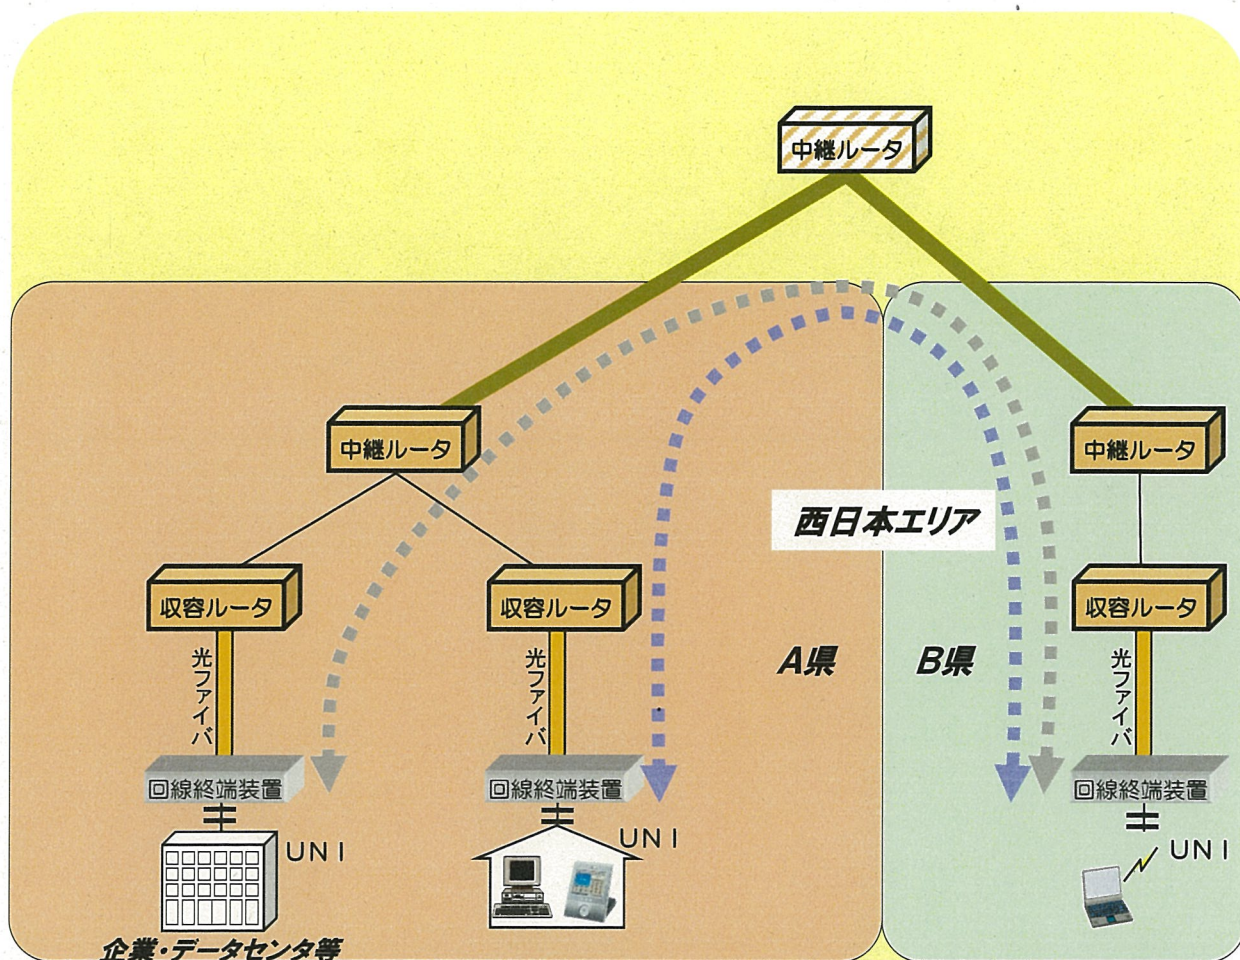 中継ルータ
中継ルータ
中継ルータ
西日本エリア
収容ルータ
収容ルータ
収容ルータ
A県
B県
光ファイバ
光ファイバ
光ファイバ
回線終端装置
回線終端装置
回線終端装置
UNI
UNI
UNI
企業・データセンタ等